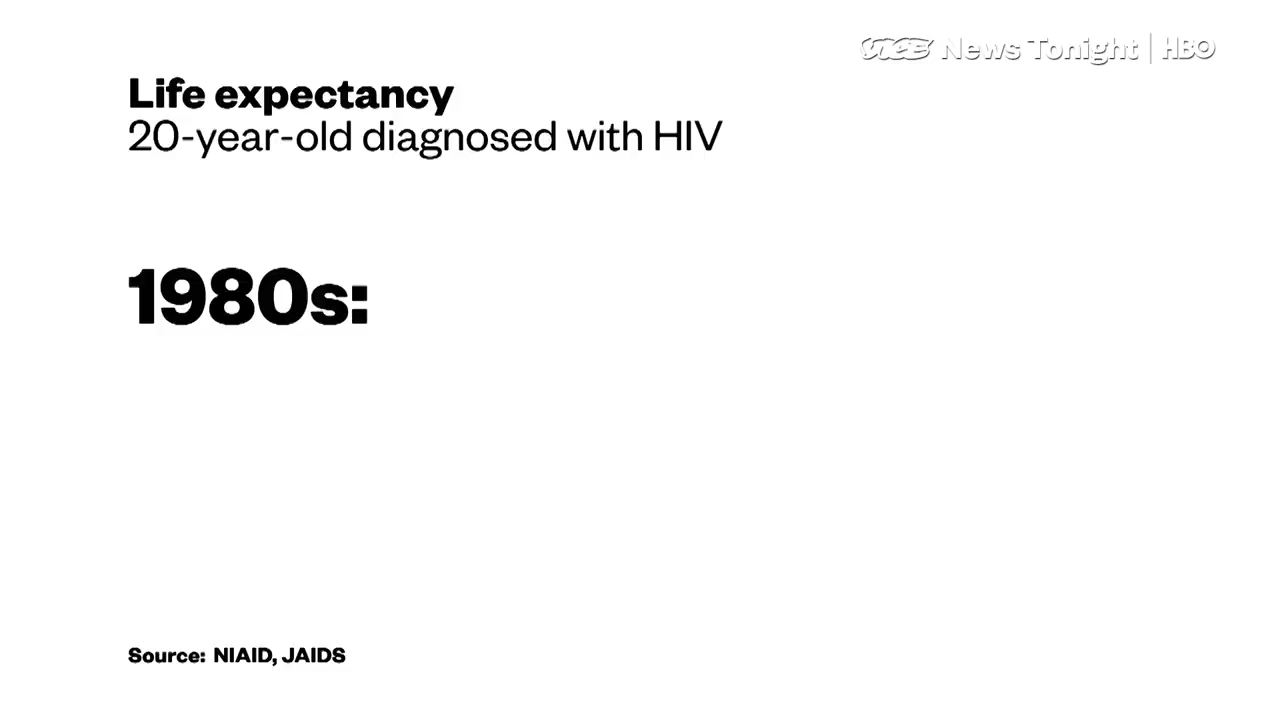 VICE News Tonight | HBO
Life expectancy
20-year-old diagnosed with HIV
1980s:
Source: NIAID, JAIDS